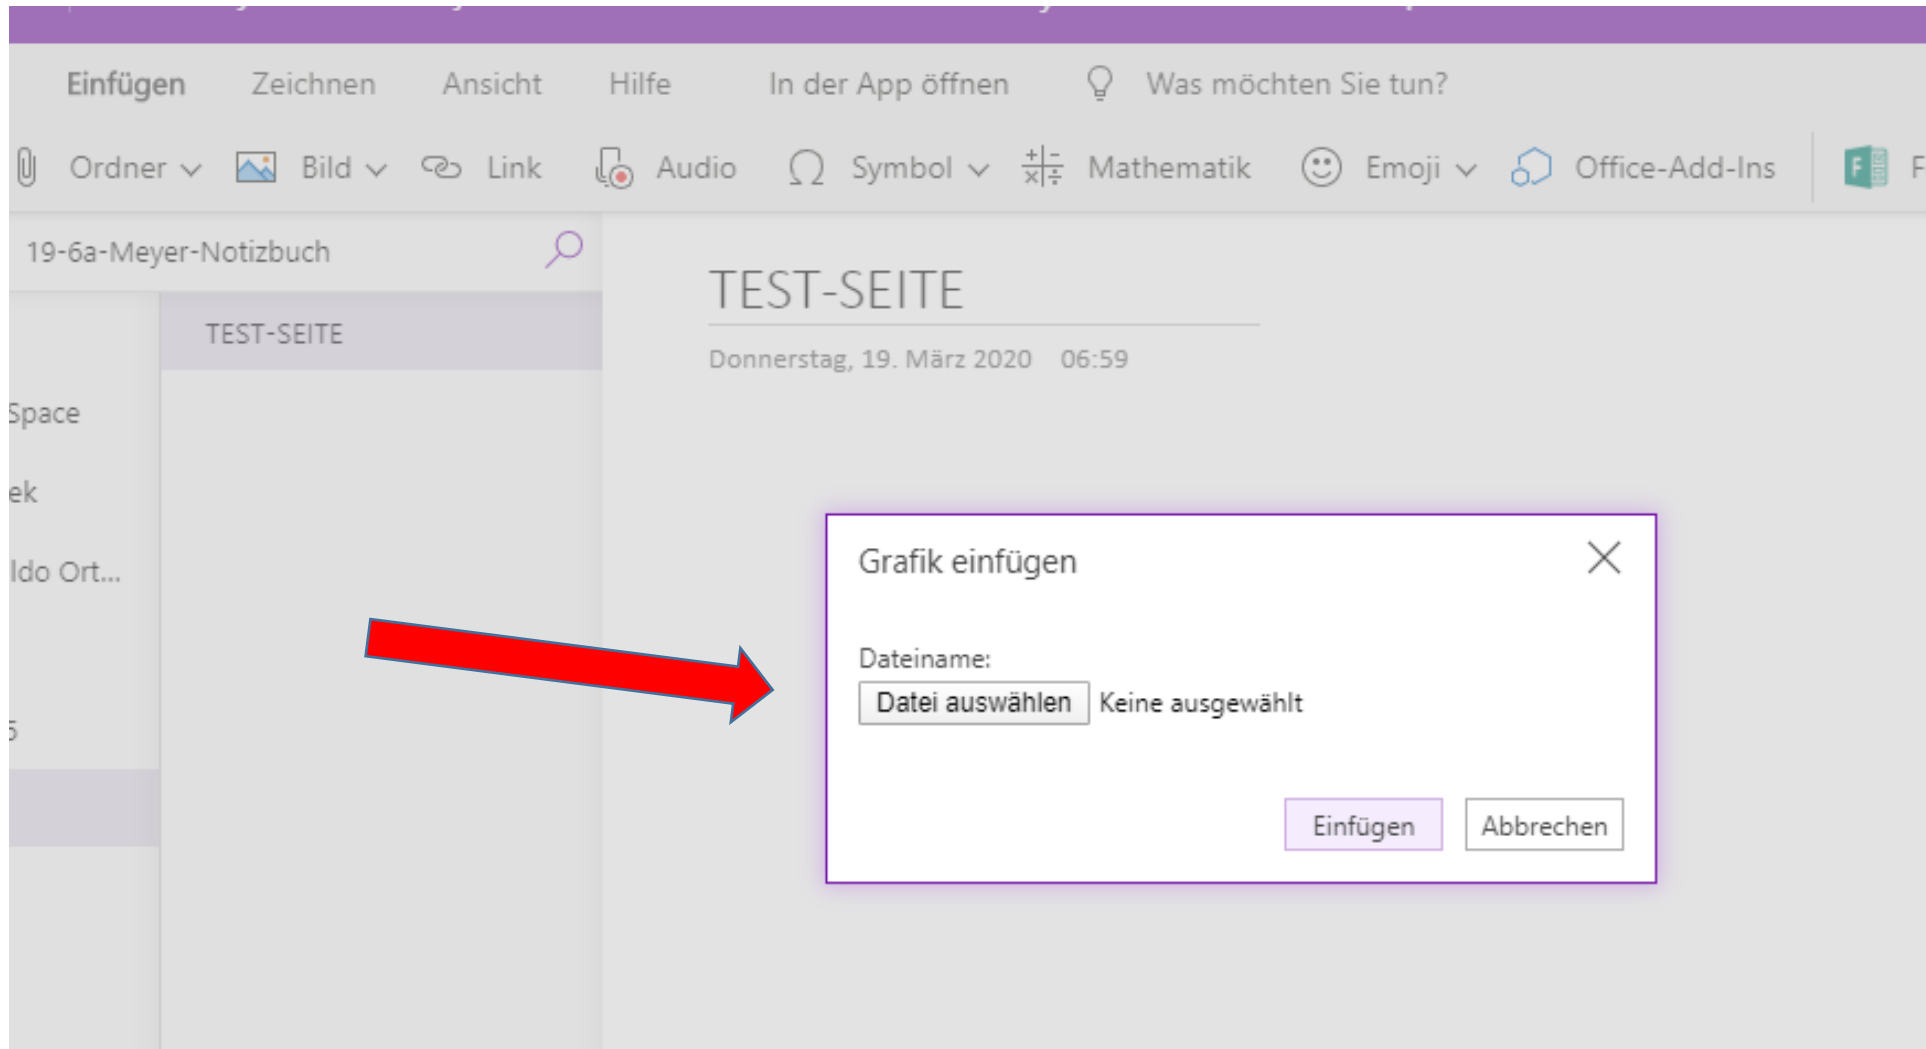 Einfügen Zeichnen Ansicht Hilfe In der App öffnen Was möchten Sie tun?
Ordner Bild Link Audio Symbol Mathematik Emoji Office-Add-Ins F
19-6a-Meyer-Notizbuch
TEST-SEITE
TEST-SEITE
Donnerstag, 19. März 2020 06:59
Space
ek
ldo Ort...
Grafik einfügen
Dateiname:
Datei auswählen Keine ausgewählt
Einfügen Abbrechen